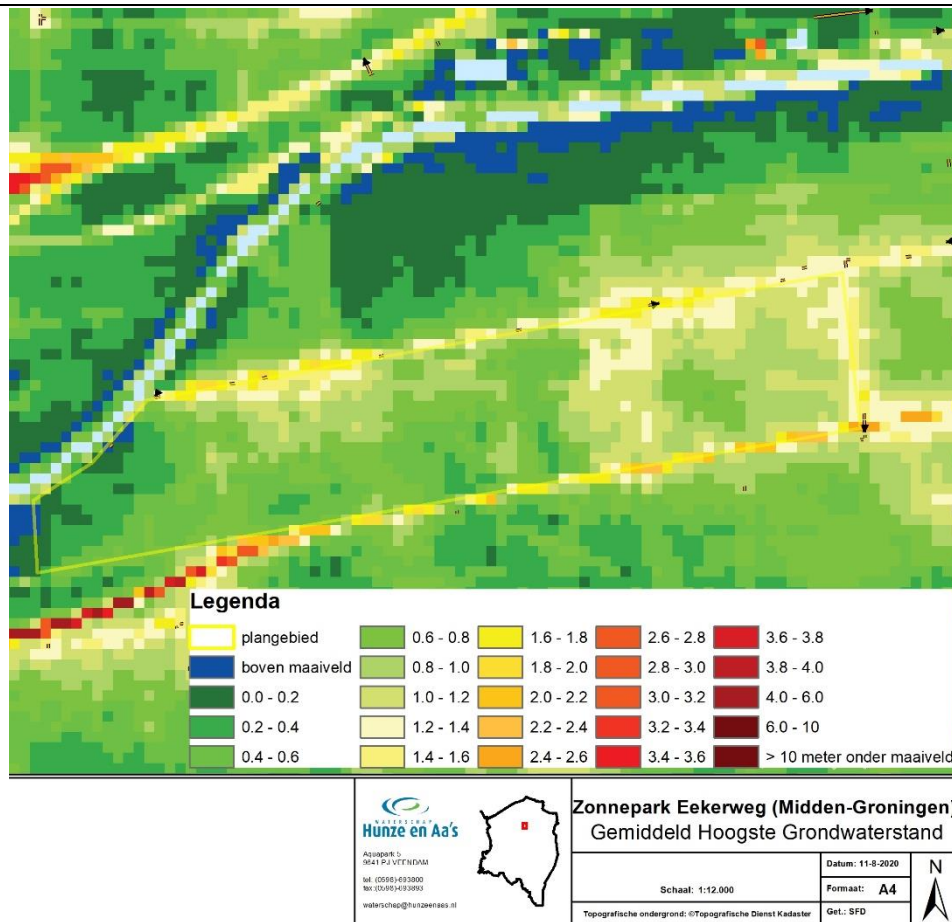 Legenda
plangebied
boven maaiveld
0.0 - 0.2
0.2 - 0.4
0.4 - 0.6
0.6 - 0.8
0.8 - 1.0
1.0 - 1.2
1.2 - 1.4
1.4 - 1.6
1.6 - 1.8
1.8 - 2.0
2.0 - 2.2
2.2 - 2.4
2.4 - 2.6
2.6 - 2.8
2.8 - 3.0
3.0 - 3.2
3.2 - 3.4
3.4 - 3.6
3.6 - 3.8
3.8 - 4.0
4.0 - 6.0
6.0 - 10
> 10 meter onder maaiveld
WATERSCHAP
Hunze en Aa's
Aquapark 5
9641 PJ VEENDAM
tel: (0598)-693800
fax:(0598)-693893
waterschap@hunzeenaas.nl
Zonnepark Eekerweg (Midden-Groningen)
Gemiddeld Hoogste Grondwaterstand
Schaal: 1:12.000
Datum: 11-8-2020
Formaat: A4
Topografische ondergrond: ©Topografische Dienst Kadaster
Get.: SFD
N